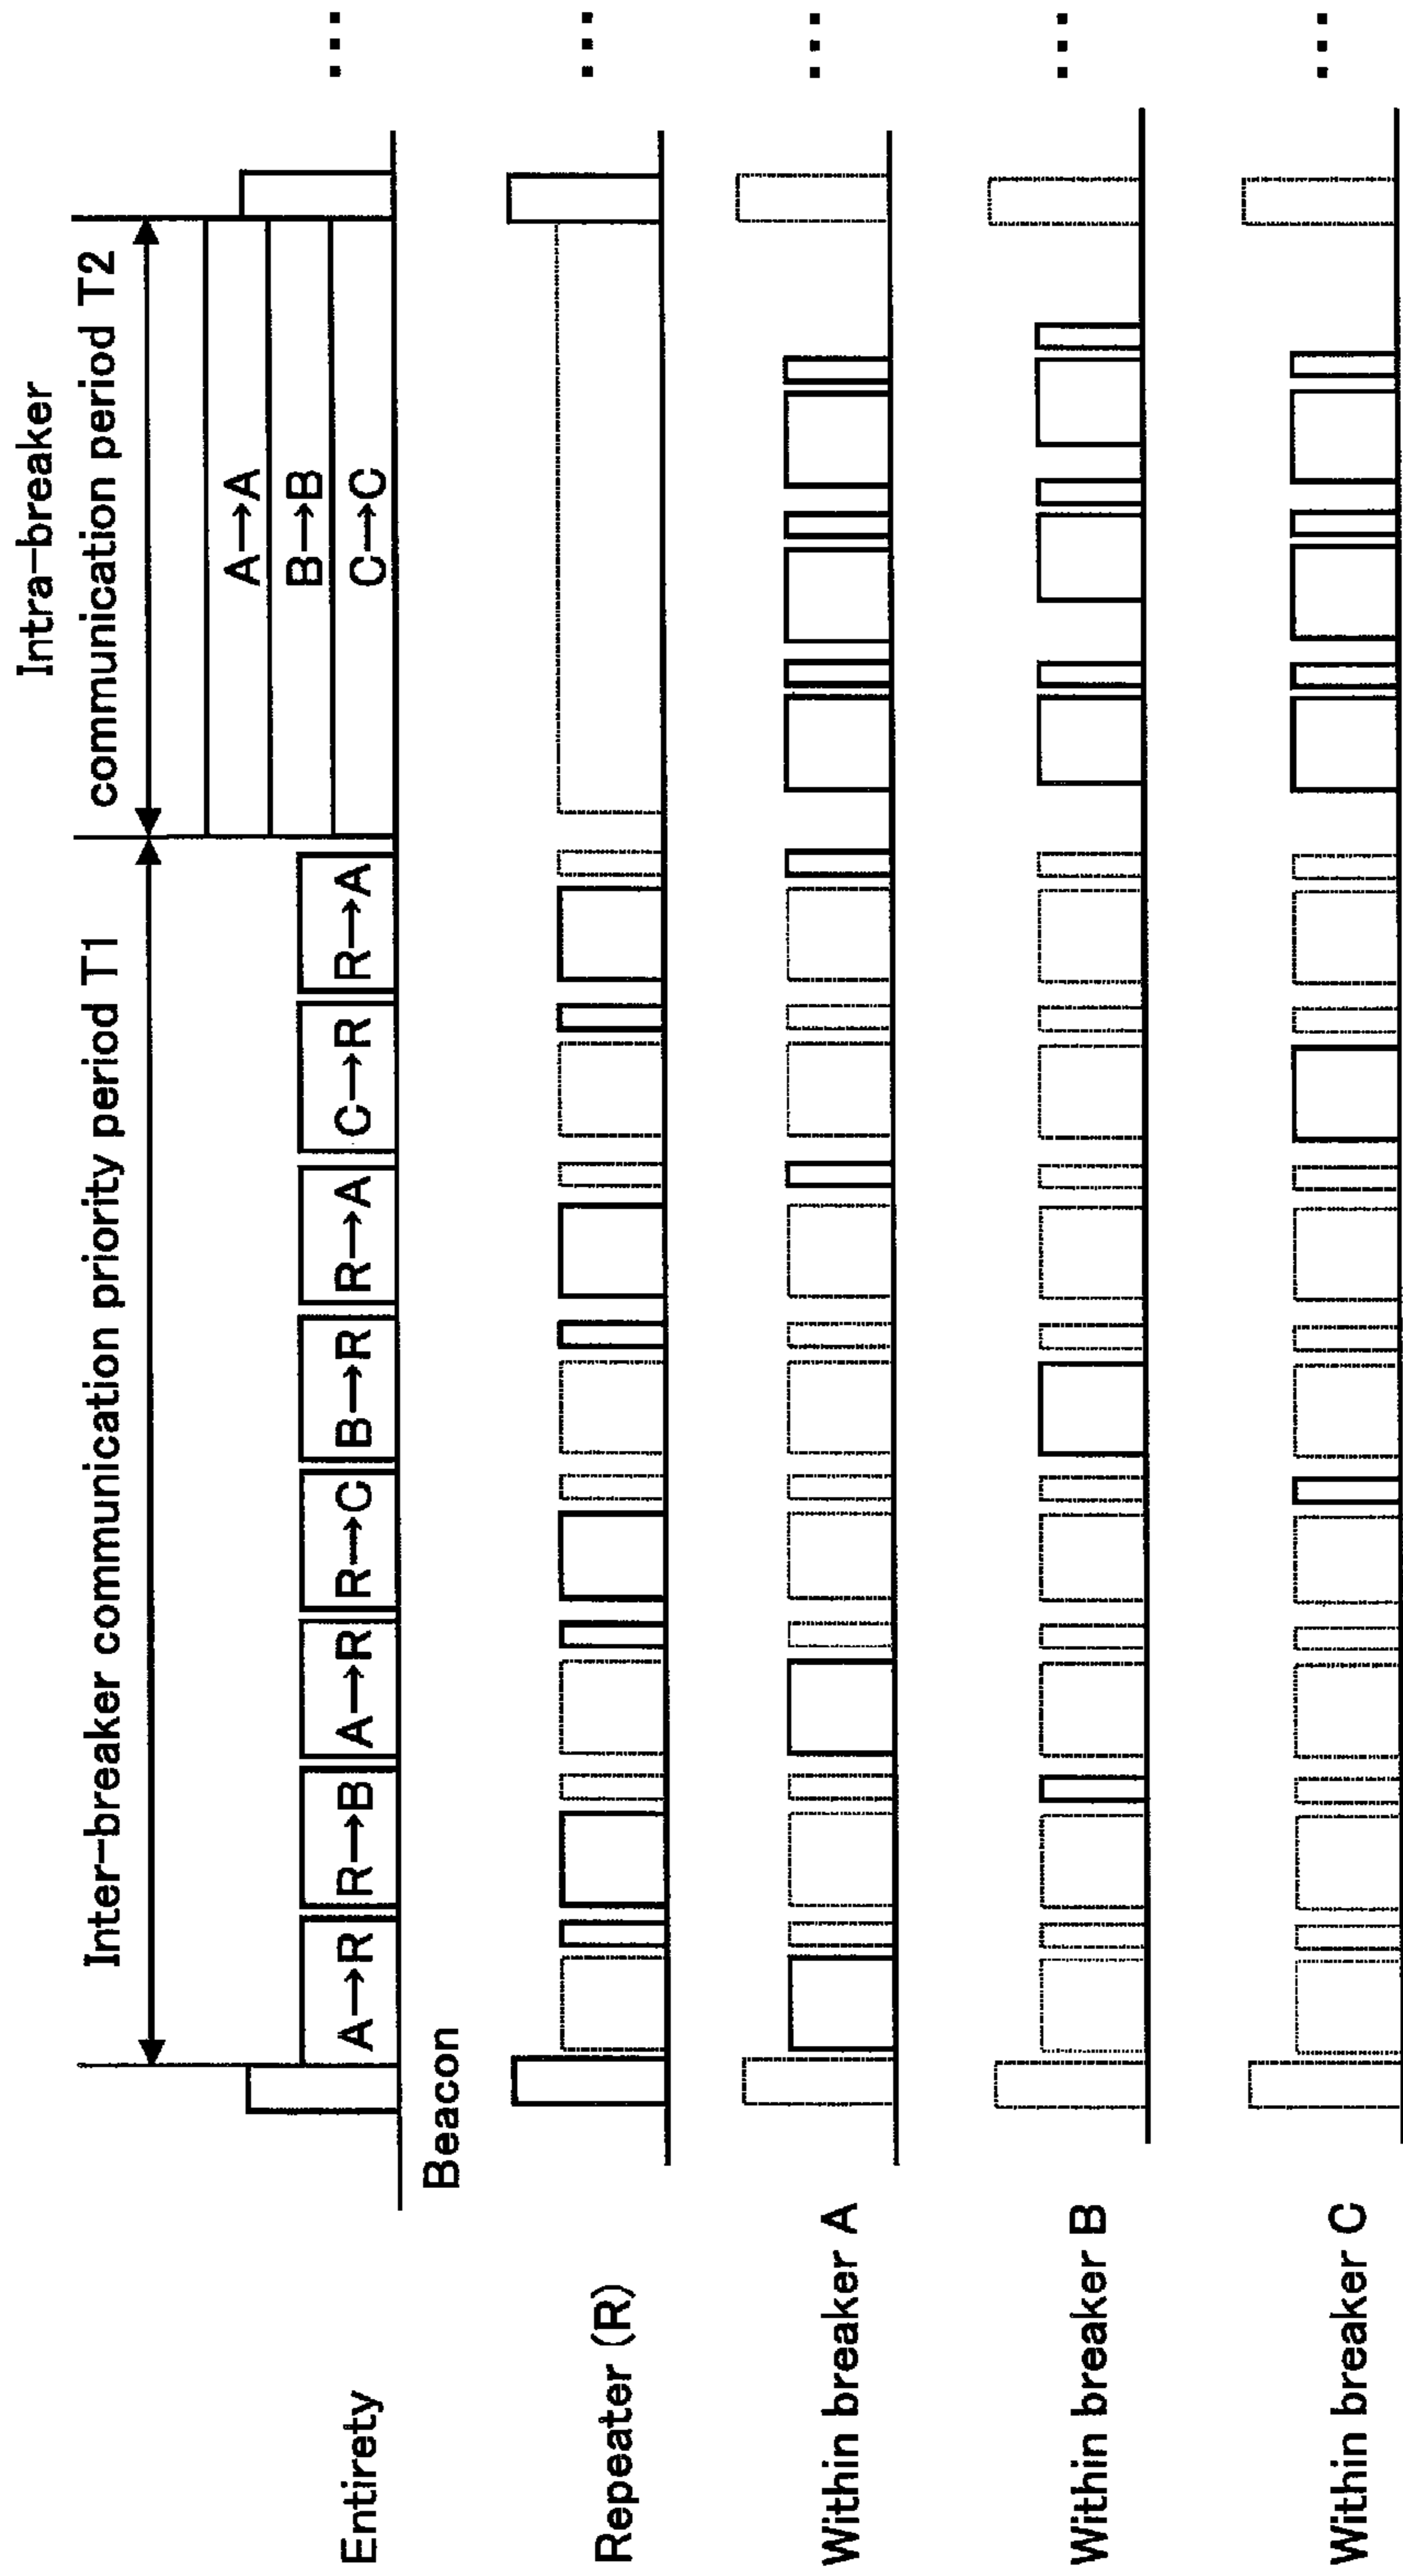 Intra-breaker
communication period T2
Inter-breaker communication priority period T1
Entirety
A→R
R→B
A→R
R→C
B→R
R→A
C→R
R→A
A→A
B→B
C→C
Beacon
Repeater (R)
Within breaker A
Within breaker B
Within breaker C